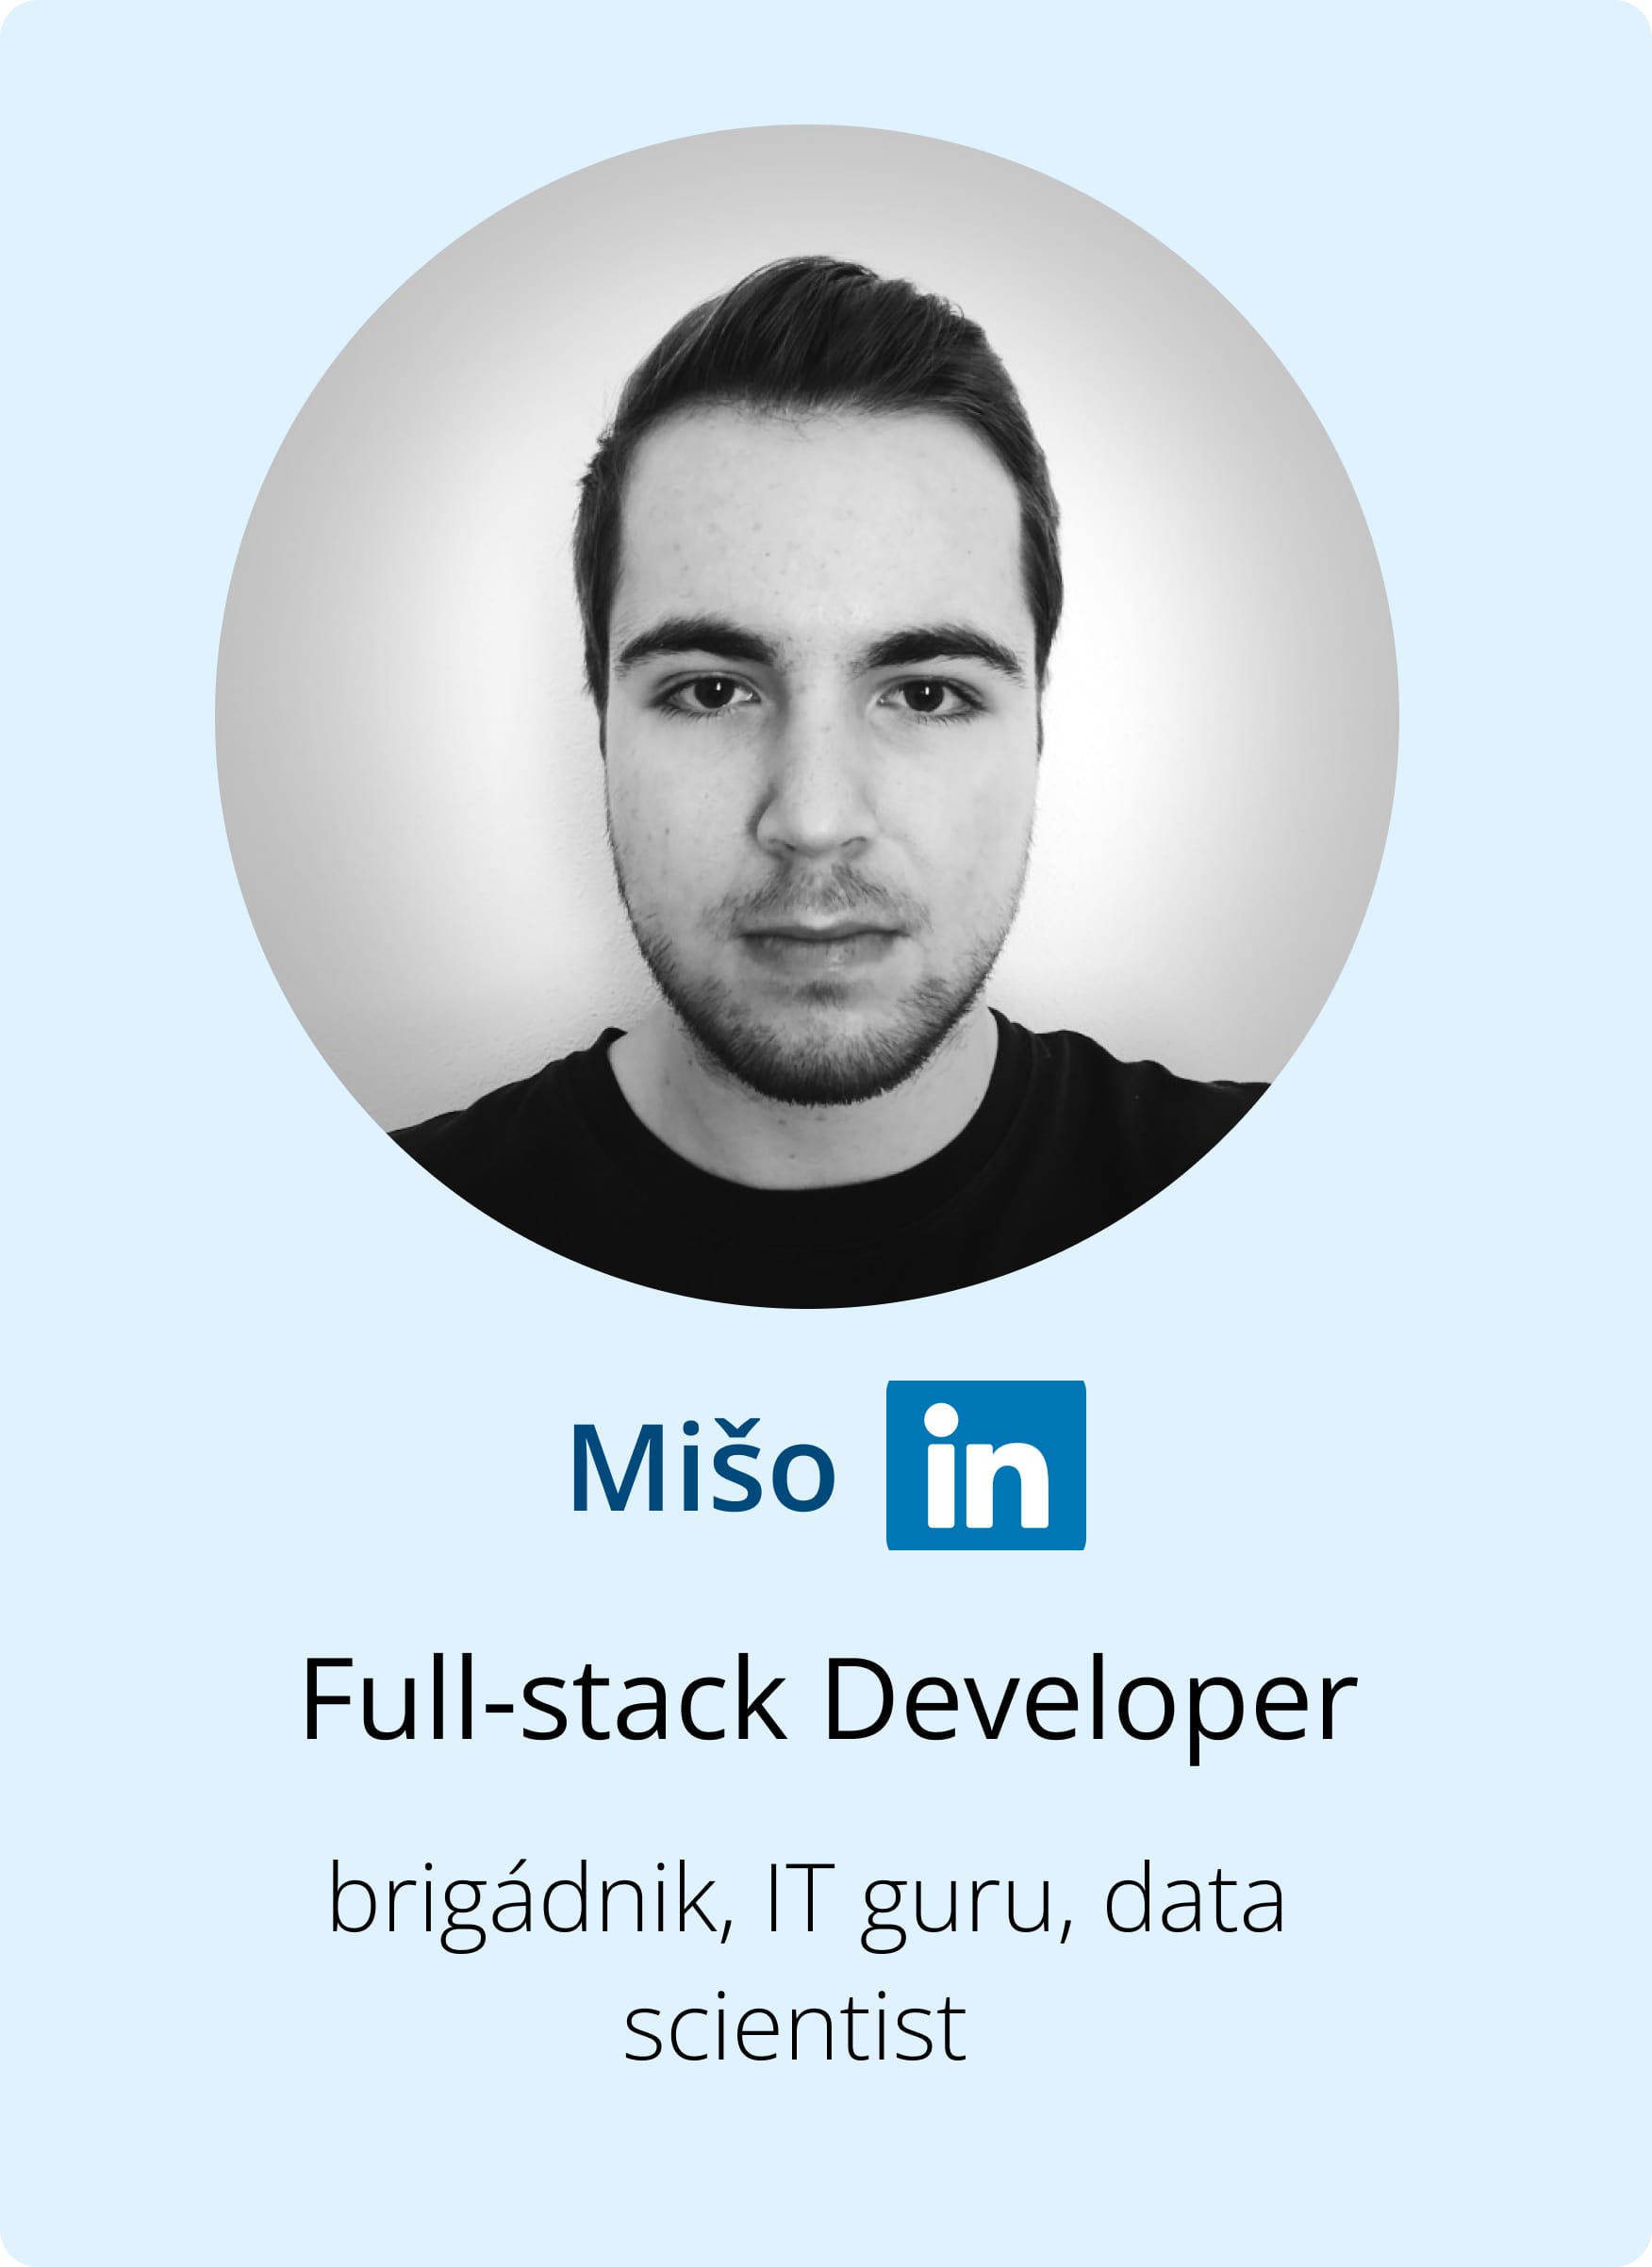 Mišo in
Full-stack Developer
brigádnik, IT guru, data
scientist